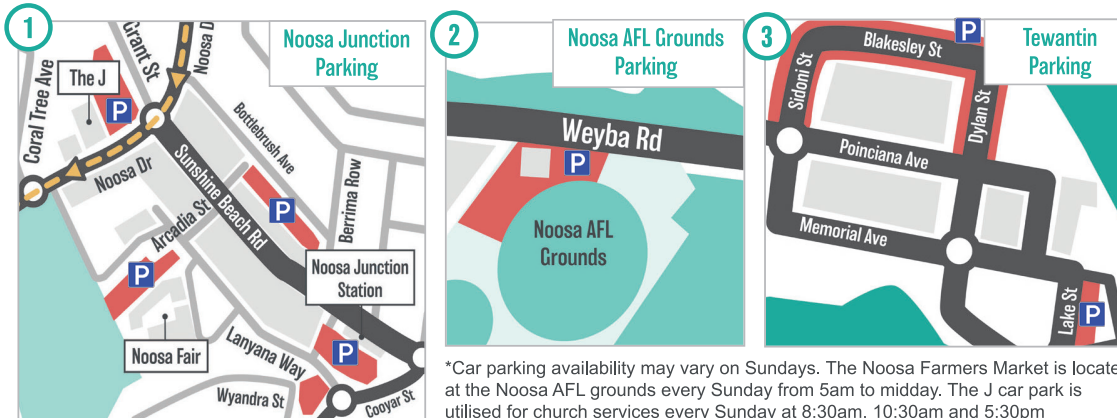 1
Noosa Junction
Parking
Coral Tree Ave
Grant St
Noosa D
The J
P
Bottlebrush Ave
Noosa Dr
Sunshine Beach Rd
Arcadia St
P
Berrima Row
P
Noosa Junction
Station
Noosa Fair
Lanyana Way
P
Wyandra St
Cooyar St
2
Noosa AFL Grounds
Parking
Weyba Rd
P
Noosa AFL
Grounds
3
Tewantin
Parking
P
Blakesley St
Sidoni St
Dylan St
Poinciana Ave
Memorial Ave
Lake St
P
*Car parking availability may vary on Sundays. The Noosa Farmers Market is locate
at the Noosa AFL grounds every Sunday from 5am to midday. The J car park is
utilised for church services every Sunday at 8:30am, 10:30am and 5:30pm